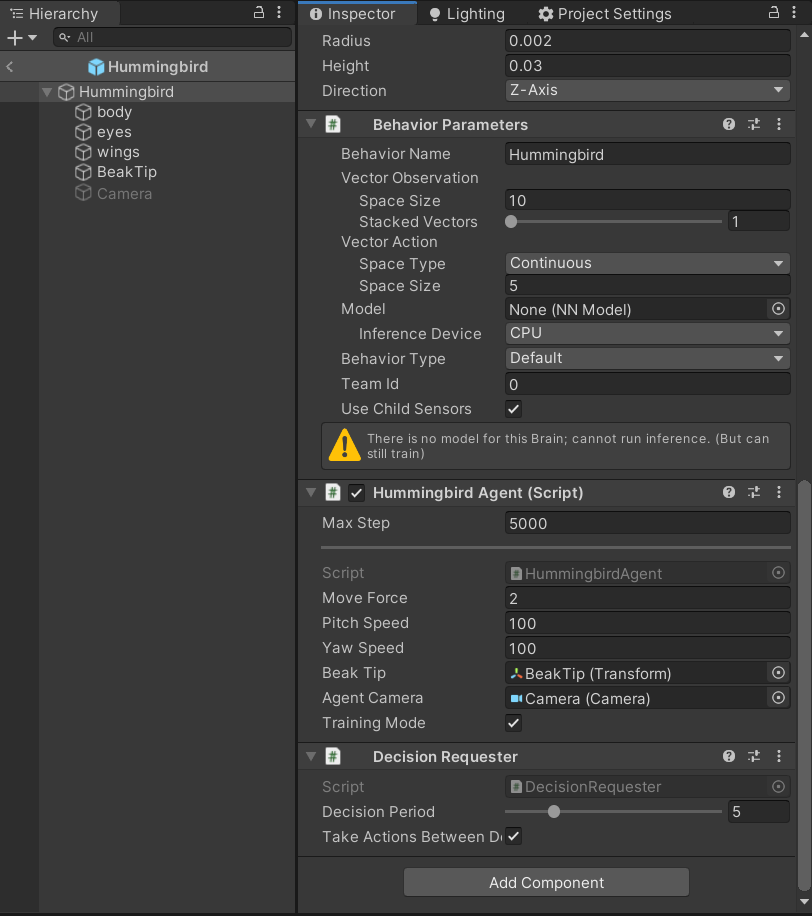 Hierarchy
All
Hummingbird
Hummingbird
body
eyes
wings
BeakTip
Camera
Inspector
Lighting
Project Settings
Radius 0.002
Height 0.03
Direction Z-Axis
Behavior Parameters
Behavior Name Hummingbird
Vector Observation
Space Size 10
Stacked Vectors 1
Vector Action
Space Type Continuous
Space Size 5
Model None (NN Model)
Inference Device CPU
Behavior Type Default
Team Id 0
Use Child Sensors
There is no model for this Brain; cannot run inference. (But can
still train)
# Hummingbird Agent (Script)
Max Step 5000
Script HummingbirdAgent
Move Force 2
Pitch Speed 100
Yaw Speed 100
Beak Tip BeakTip (Transform)
Agent Camera Camera (Camera)
Training Mode
Decision Requester
Script DecisionRequester
Decision Period 5
Take Actions Between De
Add Component